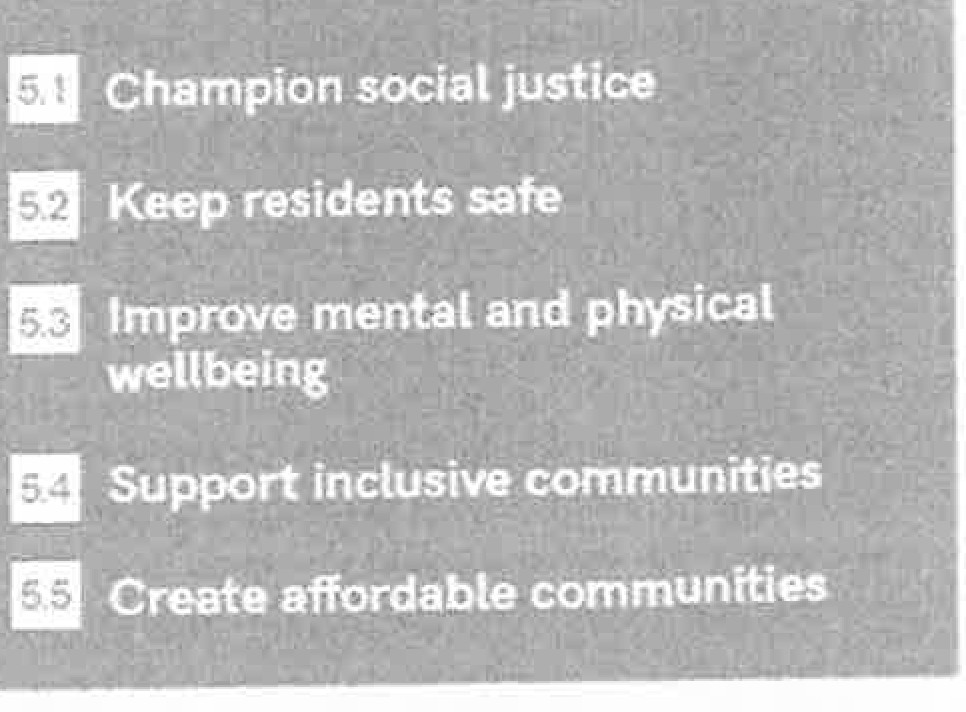 5.1 Champion social justice
5.2 Keep residents safe
5.3 Improve mental and physical
wellbeing
5.4 Support inclusive communities
5.5 Create affordable communities